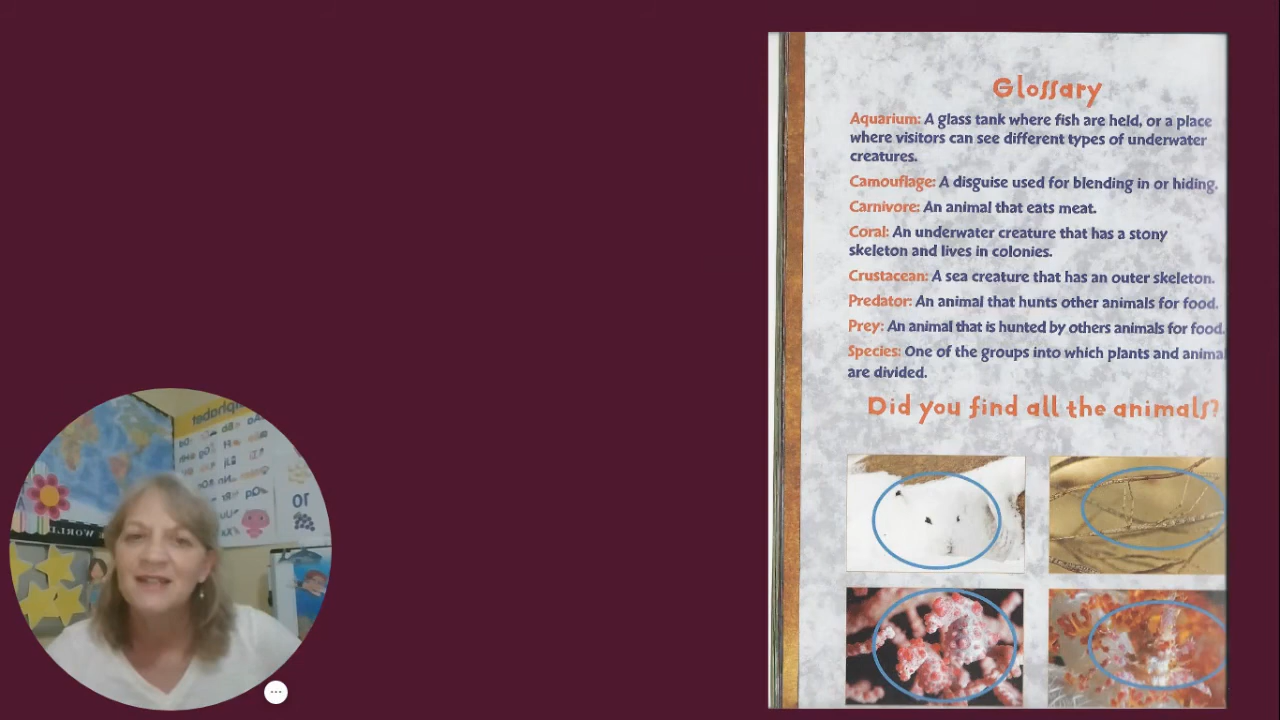 Glossary
Aquarium: A glass tank where fish are held, or a place
where visitors can see different types of underwater
creatures.
Camouflage: A disguise used for blending in or hiding.
Carnivore: An animal that eats meat.
Coral: An underwater creature that has a stony
skeleton and lives in colonies.
Crustacean: A sea creature that has an outer skeleton.
Predator: An animal that hunts other animals for food.
Prey: An animal that is hunted by others animals for food.
Species: One of the groups into which plants and anima
are divided.
Did you find all the animals?
alphabet
10
WORLD